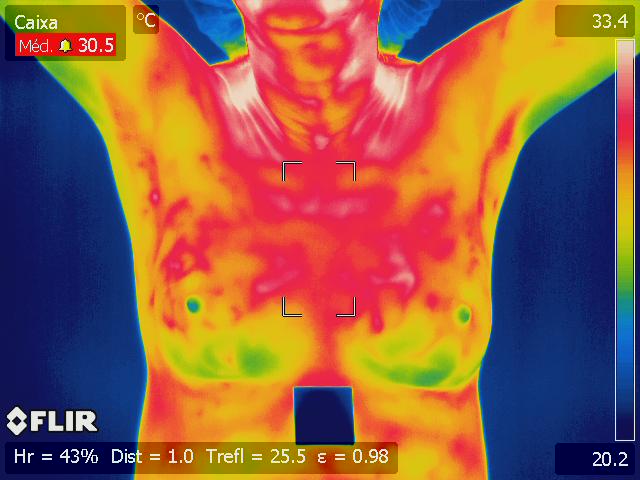 Caixa °C 33.4
Méd. 30.5
FLIR
Hr = 43% Dist = 1.0 Trefl = 25.5 ε = 0.98 20.2